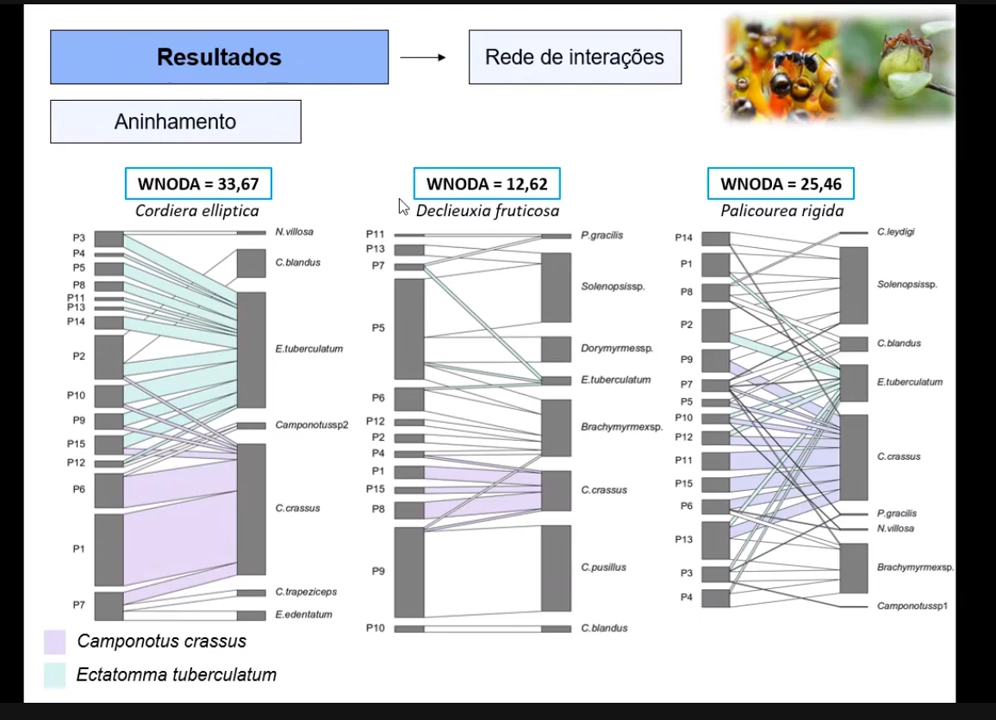 Resultados
Rede de interações
Aninhamento
WNODA = 33,67
Cordiera elliptica
P3
P4
P5
P8
P11
P13
P14
P2
P10
P9
P15
P12
P6
P1
P7
N.villosa
C.blandus
E.tuberculatum
Camponotussp2
C.crassus
C.trapeziceps
E.edentatum
WNODA = 12,62
Declieuxia fruticosa
P11
P13
P7
P5
P6
P12
P2
P4
P1
P15
P8
P9
P10
P.gracilis
Solenopsissp.
Dorymyrmessp.
E.tuberculatum
Brachymyrmexsp.
C.crassus
C.pusillus
C.blandus
WNODA = 25,46
Palicourea rigida
P14
P1
P8
P2
P9
P7
P5
P10
P12
P11
P15
P6
P13
P3
P4
C.leydigi
Solenopsissp.
C.blandus
E.tuberculatum
C.crassus
P.gracilis
N.villosa
Brachymyrmexsp.
Camponotussp1
Camponotus crassus
Ectatomma tuberculatum